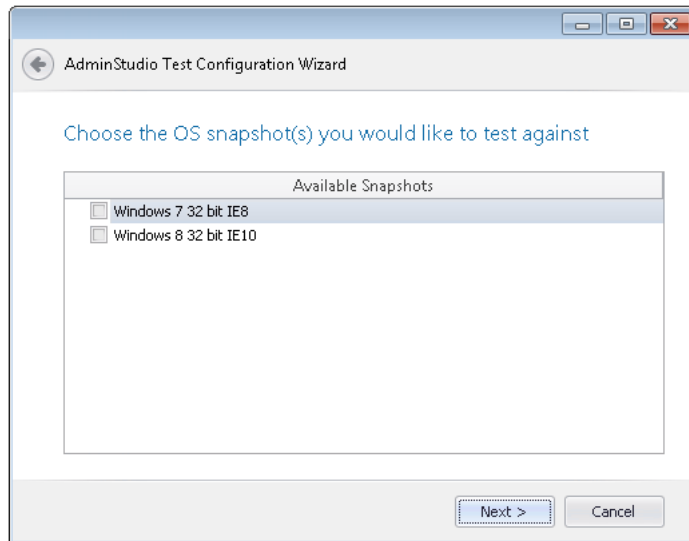 AdminStudio Test Configuration Wizard
Choose the OS snapshot(s) you would like to test against
Available Snapshots
Windows 7 32 bit IE8
Windows 8 32 bit IE10
Next >
Cancel